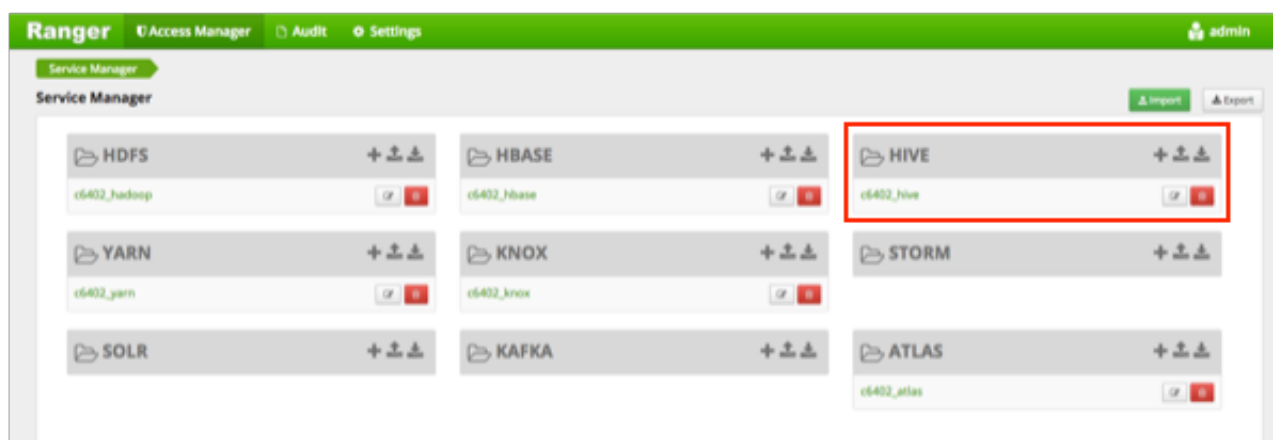 Ranger Access Manager Audit Settings admin
Service Manager
Service Manager Import Export
HDFS HBASE HIVE
c6402_hadoop c6402_hbase c6402_hive
YARN KNOX STORM
c6402_yarn c6402_knox
SOLR KAFKA ATLAS
c6402_atlas